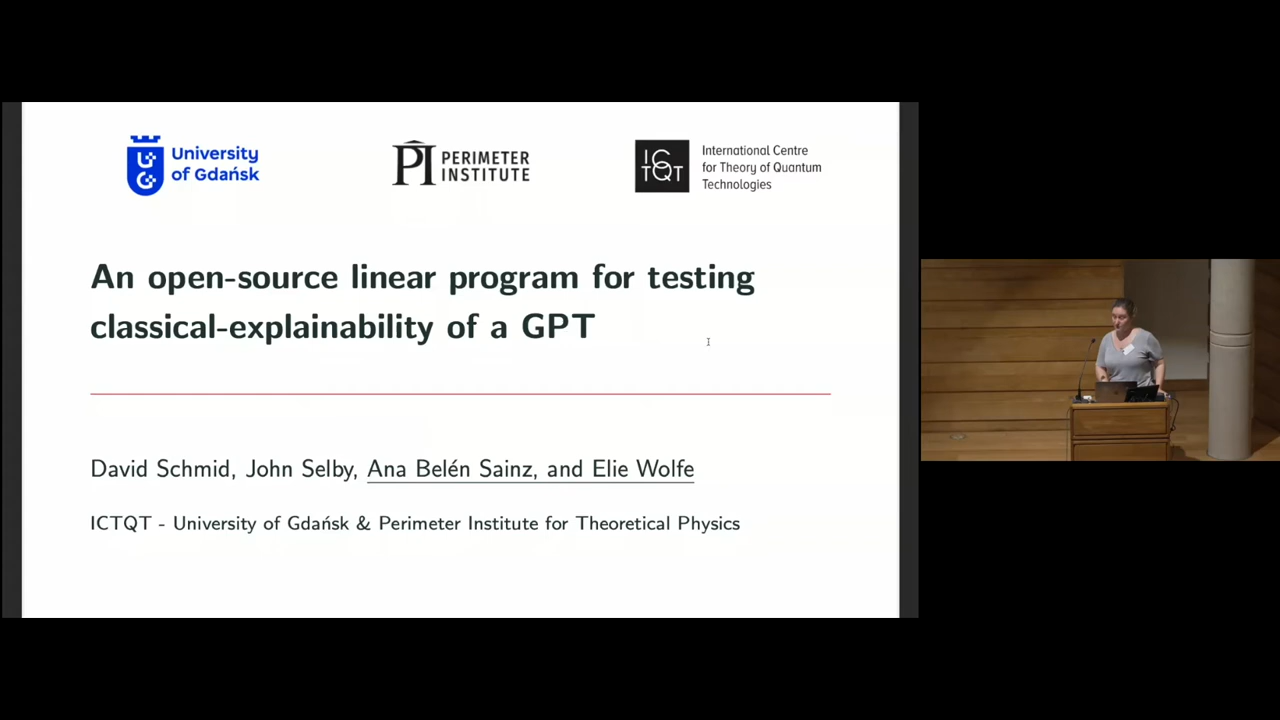 University
of Gdańsk
PERIMETER
INSTITUTE
ICTQT
International Centre
for Theory of Quantum
Technologies
An open-source linear program for testing
classical-explainability of a GPT
David Schmid, John Selby, Ana Belén Sainz, and Elie Wolfe
ICTQT - University of Gdańsk & Perimeter Institute for Theoretical Physics